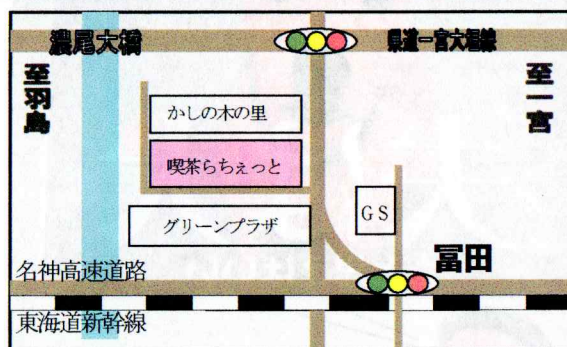 濃尾大橋
県道一宮大垣線
至羽島
至一宮
かしの木の里
喫茶らちぇっと
グリーンプラザ
GS
冨田
名神高速道路
東海道新幹線